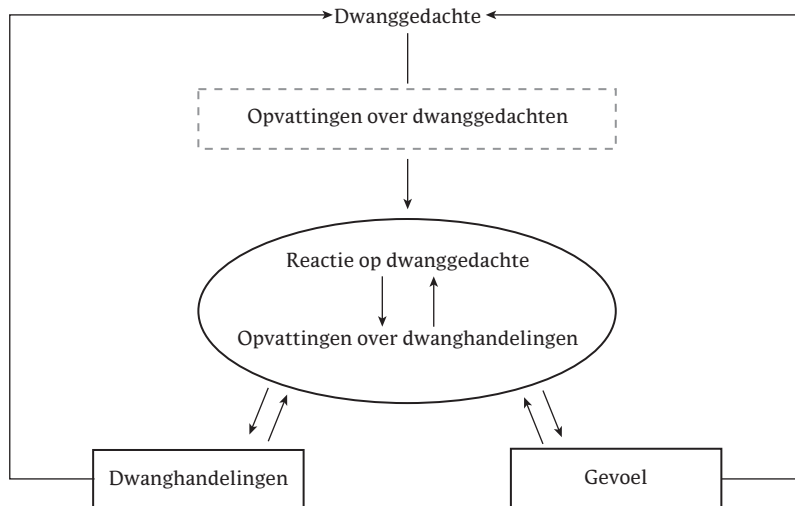 Dwanggedachte
Opvattingen over dwanggedachten
Reactie op dwanggedachte
Opvattingen over dwanghandelingen
Dwanghandelingen
Gevoel